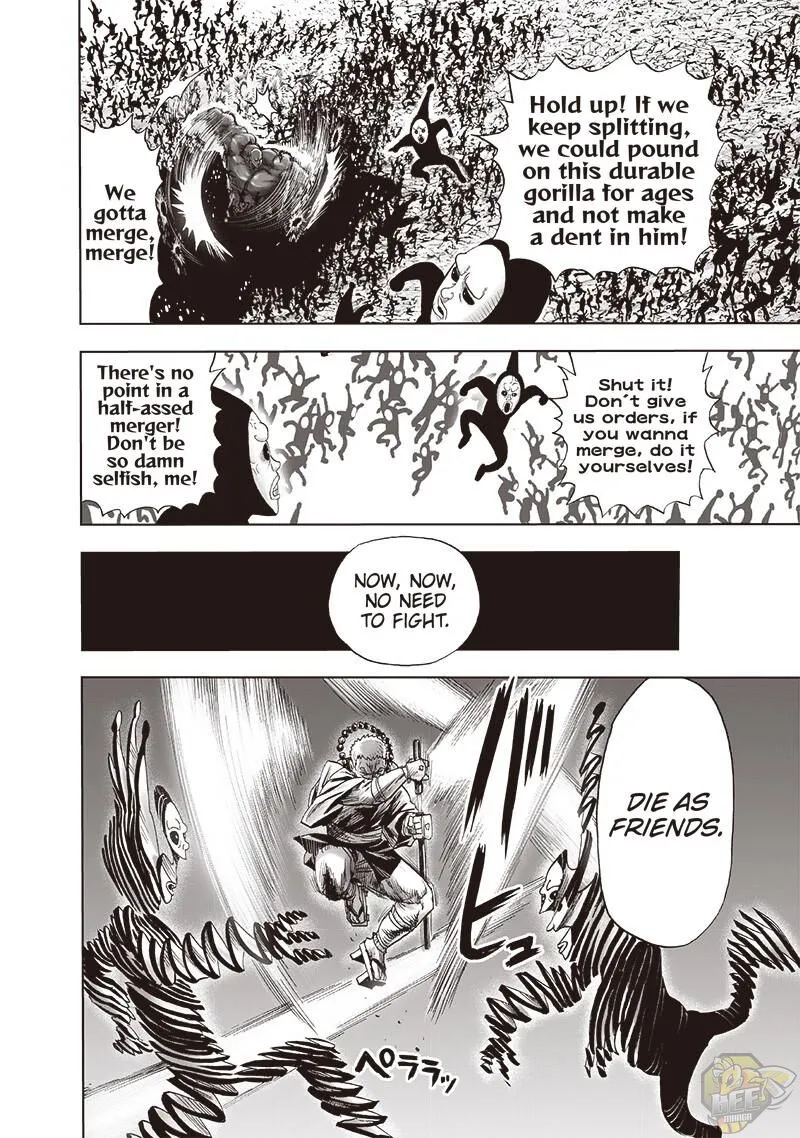 Hold up! If we
keep splitting,
we could pound
on this durable
gorilla for ages
and not make
a dent in him!
We
gotta
merge,
merge!
Shut it!
Don't give
us orders, if
you wanna
merge, do it
yourselves!
There's no
point in a
half-assed
merger!
Don't be
so damn
selfish, me!
NOW, NOW,
NO NEED
TO FIGHT.
DIE AS
FRIENDS.
ヒュッ
ペララッ
BEE
MANGA